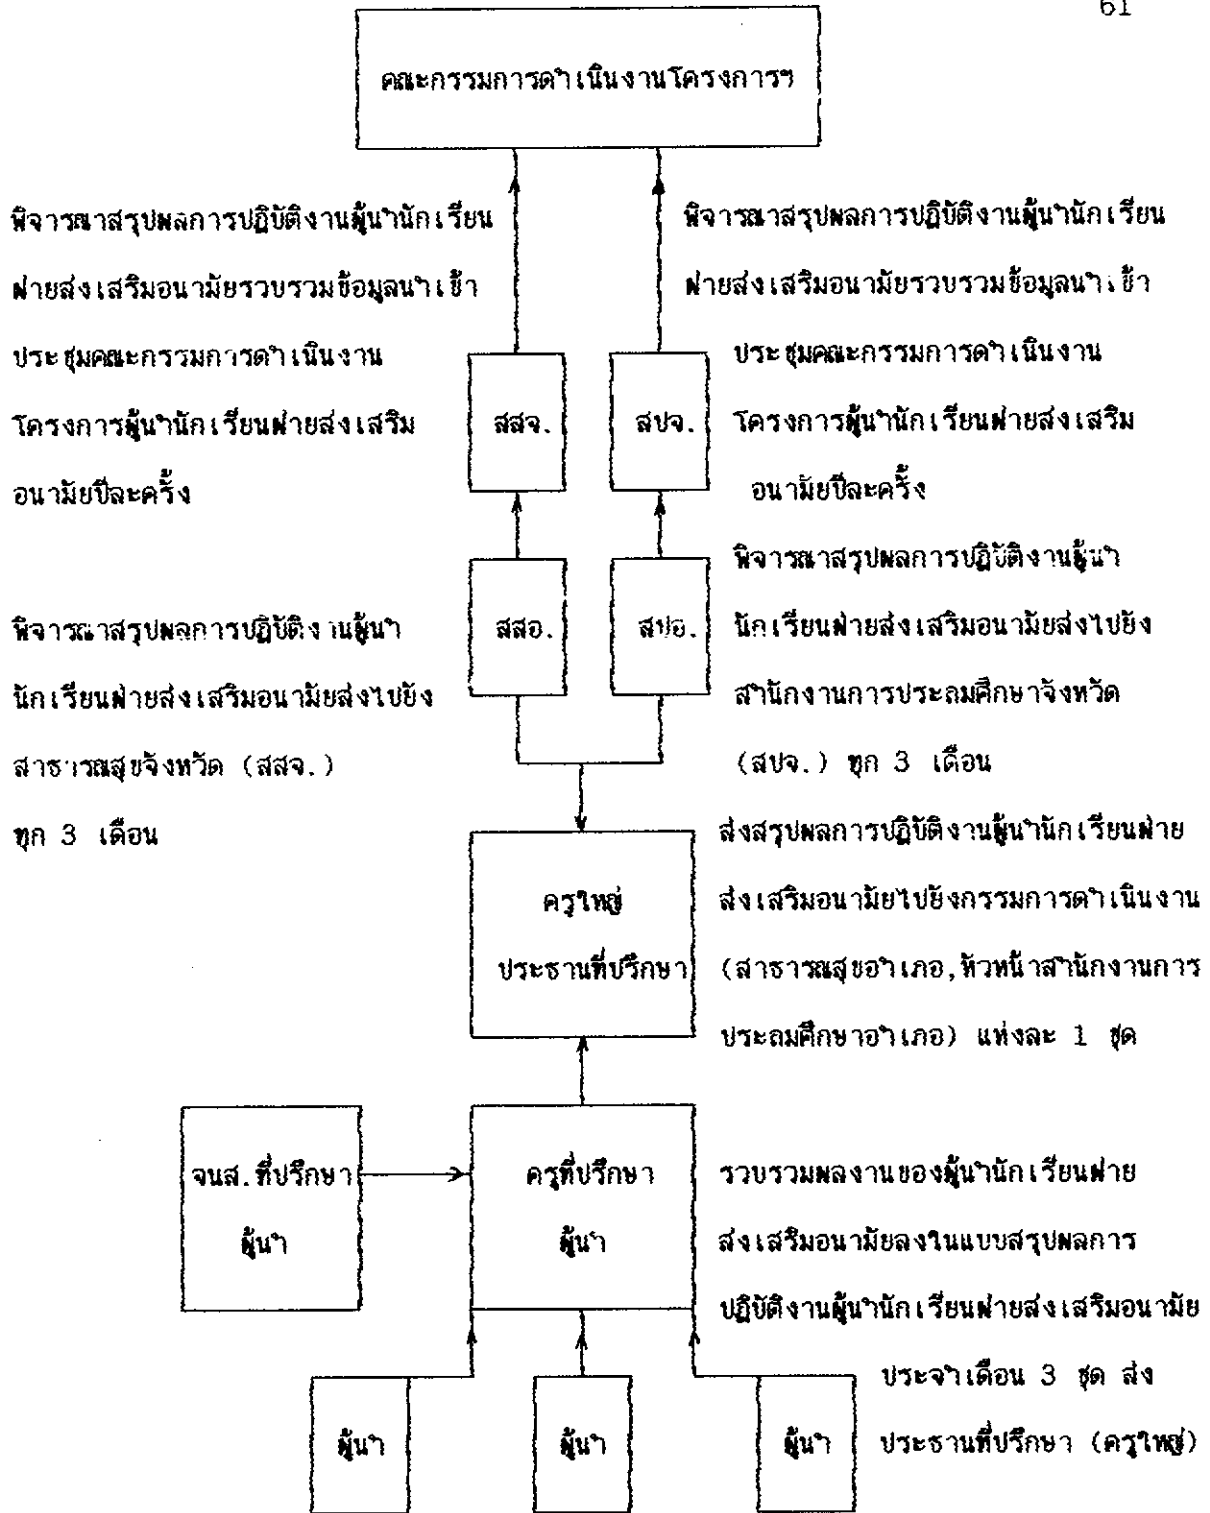 61
คณะกรรมการดำเนินงานโครงการฯ
พิจารณาสรุปผลการปฏิบัติงานผู้นำนักเรียน
ฝ่ายส่งเสริมอนามัยรวบรวมข้อมูลนำเข้า
ประชุมคณะกรรมการดำเนินงาน
โครงการผู้นำนักเรียนฝ่ายส่งเสริม
อนามัยปีละครั้ง
พิจารณาสรุปผลการปฏิบัติงานผู้นำนักเรียน
ฝ่ายส่งเสริมอนามัยรวบรวมข้อมูลนำเข้า
ประชุมคณะกรรมการดำเนินงาน
โครงการผู้นำนักเรียนฝ่ายส่งเสริม
อนามัยปีละครั้ง
สสจ.
สปจ.
พิจารณาสรุปผลการปฏิบัติงานผู้นำ
นักเรียนฝ่ายส่งเสริมอนามัยส่งไปยัง
สาธารณสุขจังหวัด (สสจ.)
ทุก 3 เดือน
สสอ.
สปอ.
พิจารณาสรุปผลการปฏิบัติงานผู้นำ
นักเรียนฝ่ายส่งเสริมอนามัยส่งไปยัง
สำนักงานการประถมศึกษาจังหวัด
(สปจ.) ทุก 3 เดือน
ครูใหญ่
ประธานที่ปรึกษา
ส่งสรุปผลการปฏิบัติงานผู้นำนักเรียนฝ่าย
ส่งเสริมอนามัยไปยังกรรมการดำเนินงาน
(สาธารณสุขอำเภอ,หัวหน้าสำนักงานการ
ประถมศึกษาอำเภอ) แห่งละ 1 ชุด
จนส.ที่ปรึกษา
ผู้นำ
ครูที่ปรึกษา
ผู้นำ
รวบรวมผลงานของผู้นำนักเรียนฝ่าย
ส่งเสริมอนามัยลงในแบบสรุปผลการ
ปฏิบัติงานผู้นำนักเรียนฝ่ายส่งเสริมอนามัย
ประจำเดือน 3 ชุด ส่ง
ประธานที่ปรึกษา (ครูใหญ่)
ผู้นำ
ผู้นำ
ผู้นำ